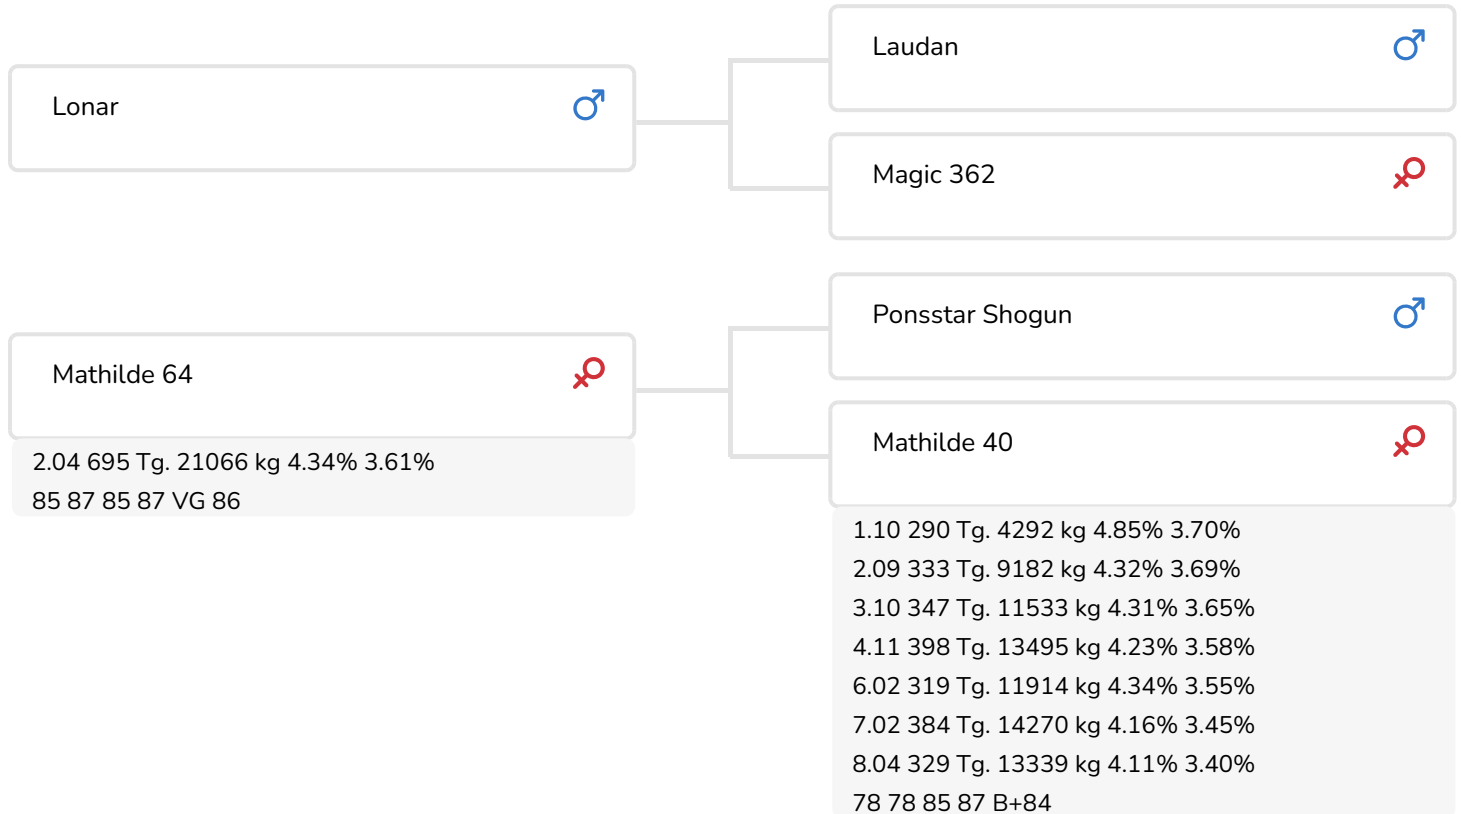 Lonar
Laudan
Magic 362
Mathilde 64
2.04 695 Tg. 21066 kg 4.34% 3.61%
85 87 85 87 VG 86
Ponsstar Shogun
Mathilde 40
1.10 290 Tg. 4292 kg 4.85% 3.70%
2.09 333 Tg. 9182 kg 4.32% 3.69%
3.10 347 Tg. 11533 kg 4.31% 3.65%
4.11 398 Tg. 13495 kg 4.23% 3.58%
6.02 319 Tg. 11914 kg 4.34% 3.55%
7.02 384 Tg. 14270 kg 4.16% 3.45%
8.04 329 Tg. 13339 kg 4.11% 3.40%
78 78 85 87 B+84